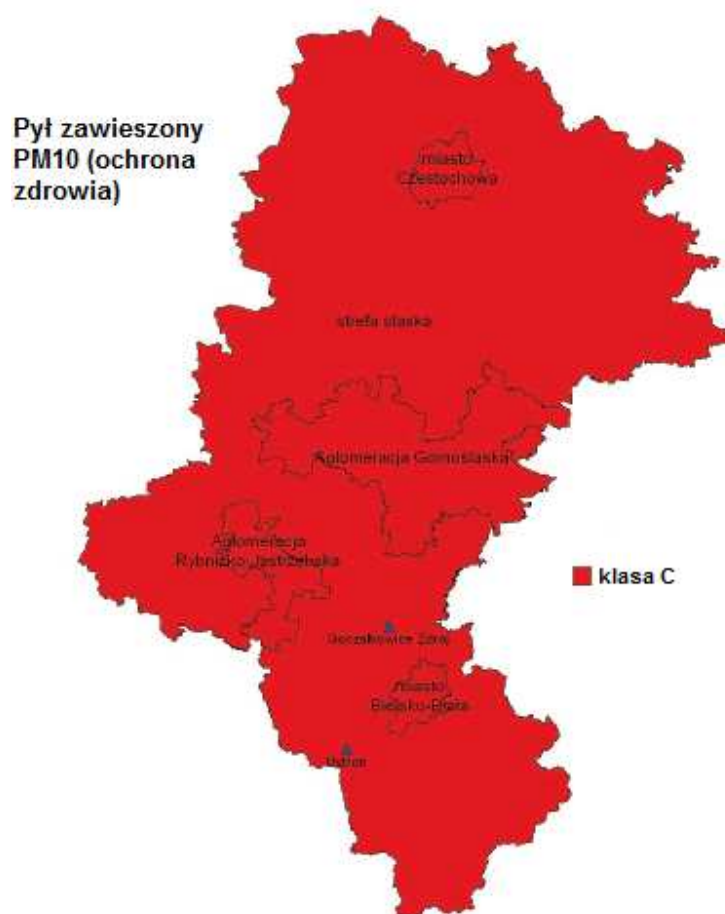 Pył zawieszony
PM10 (ochrona
zdrowia)
miasto
Częstochowa
strefa śląska
Aglomeracja Górnośląska
Aglomeracja
Rybnicko-Jastrzębska
klasa C
Goczałkowice Zdrój
miasto
Bielsko-Biała
Ustroń